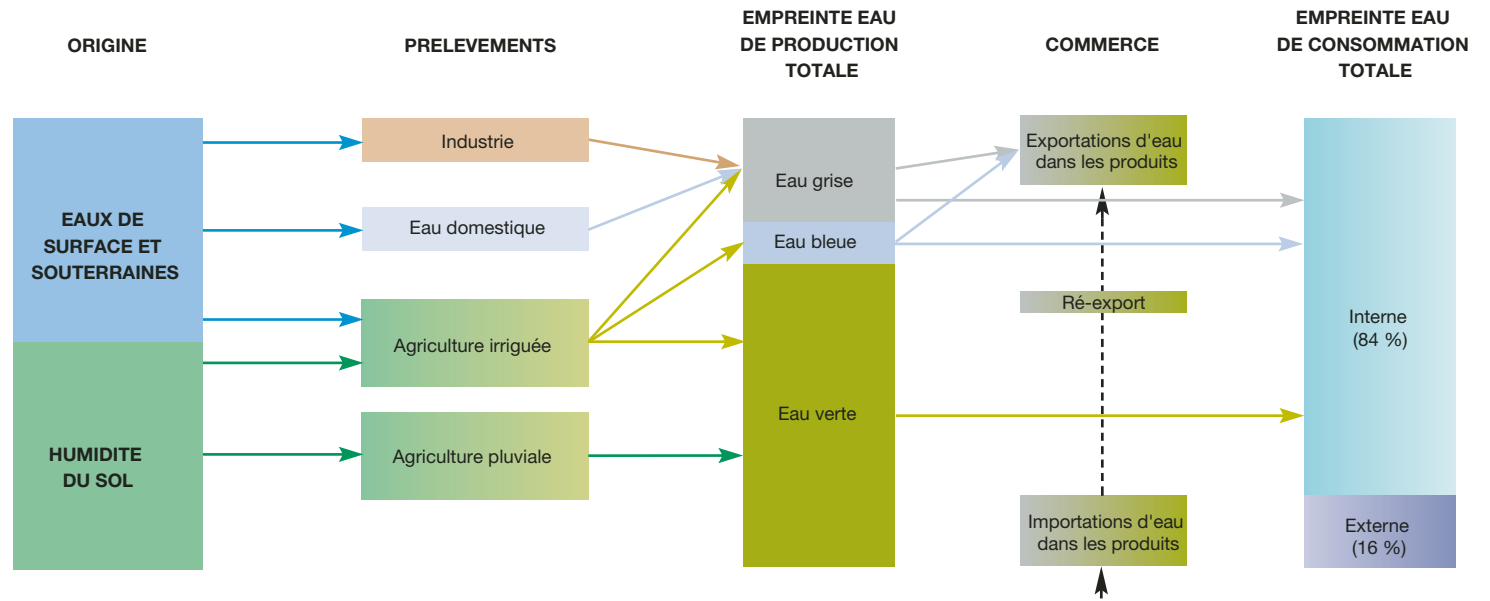 ORIGINE
PRELEVEMENTS
EMPREINTE EAU
DE PRODUCTION
TOTALE
COMMERCE
EMPREINTE EAU
DE CONSOMMATION
TOTALE
EAUX DE
SURFACE ET
SOUTERRAINES
HUMIDITE
DU SOL
Industrie
Eau domestique
Agriculture irriguée
Agriculture pluviale
Eau grise
Eau bleue
Eau verte
Exportations d'eau
dans les produits
Ré-export
Importations d'eau
dans les produits
Interne
(84 %)
Externe
(16 %)